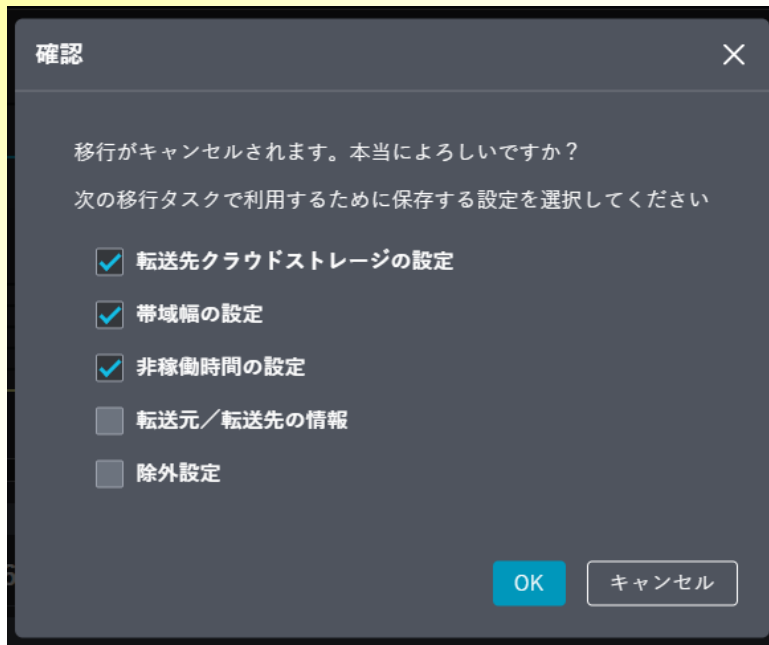 確認
移行がキャンセルされます。本当によろしいですか？
次の移行タスクで利用するために保存する設定を選択してください
転送先クラウドストレージの設定
帯域幅の設定
非稼働時間の設定
転送元／転送先の情報
除外設定
OK
キャンセル